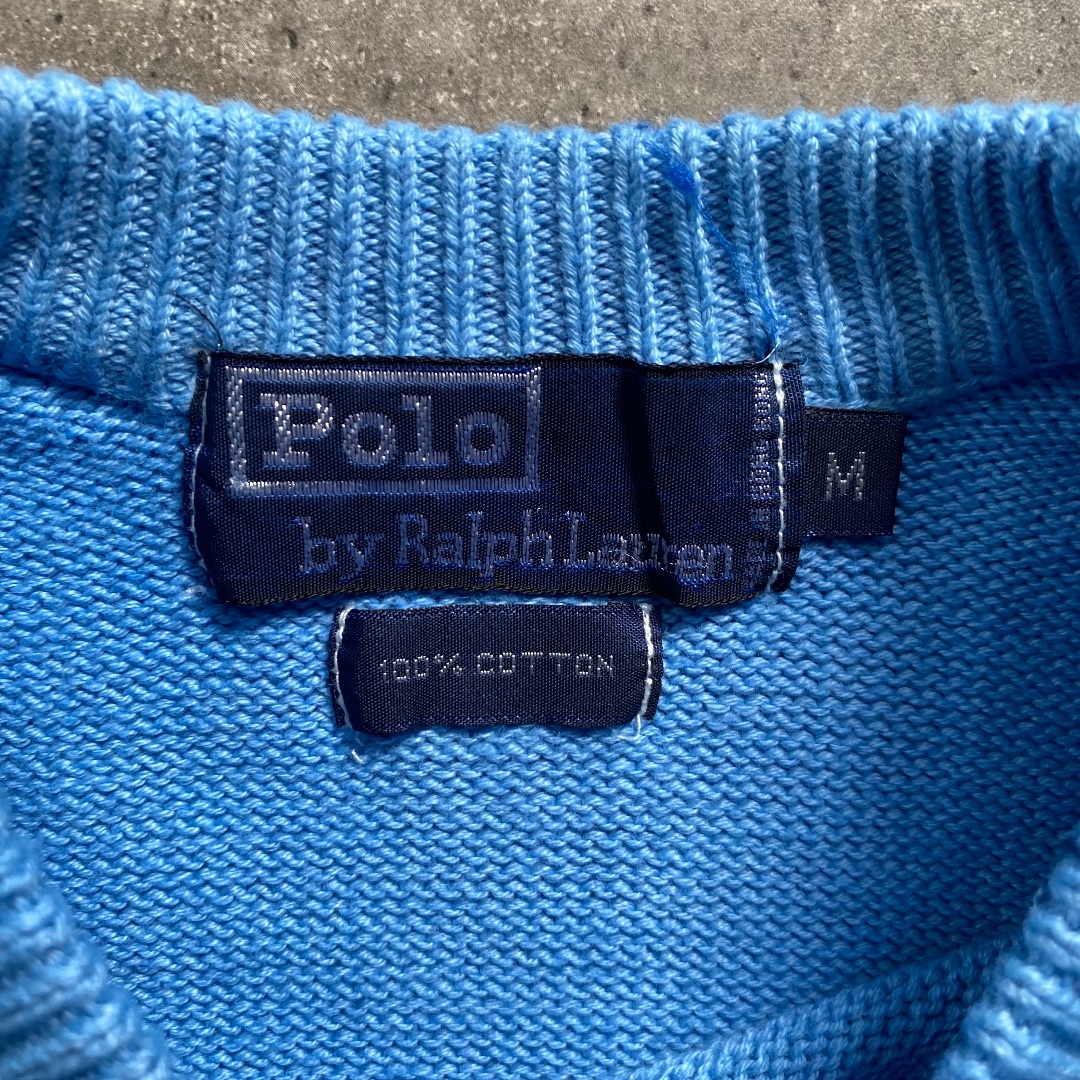 Polo
by Ralph Lauren
M
100% COTTON